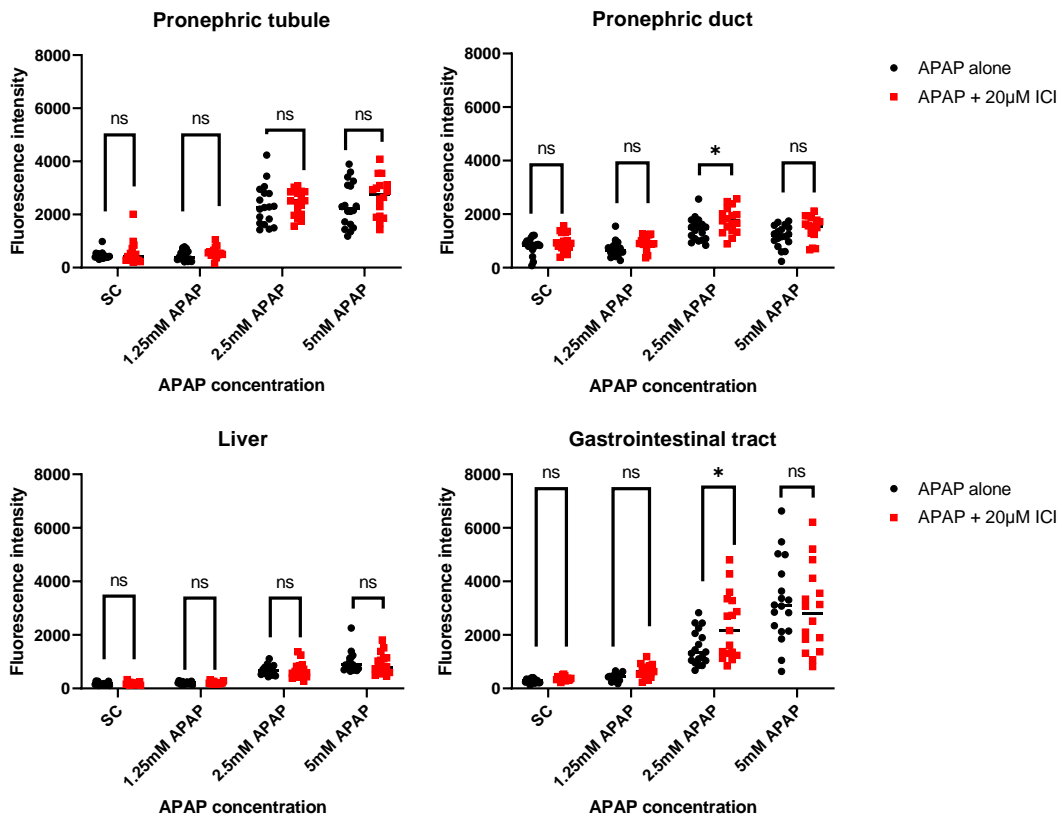 Pronephric tubule
Fluorescence intensity
8000
6000
4000
2000
0
ns
ns
ns
ns
SC
1.25mM APAP
2.5mM APAP
5mM APAP
APAP concentration
Pronephric duct
Fluorescence intensity
8000
6000
4000
2000
0
ns
ns
*
ns
SC
1.25mM APAP
2.5mM APAP
5mM APAP
APAP concentration
APAP alone
APAP + 20µM ICI
Liver
Fluorescence intensity
8000
6000
4000
2000
0
ns
ns
ns
ns
SC
1.25mM APAP
2.5mM APAP
5mM APAP
APAP concentration
Gastrointestinal tract
Fluorescence intensity
8000
6000
4000
2000
0
ns
ns
*
ns
SC
1.25mM APAP
2.5mM APAP
5mM APAP
APAP concentration
APAP alone
APAP + 20µM ICI